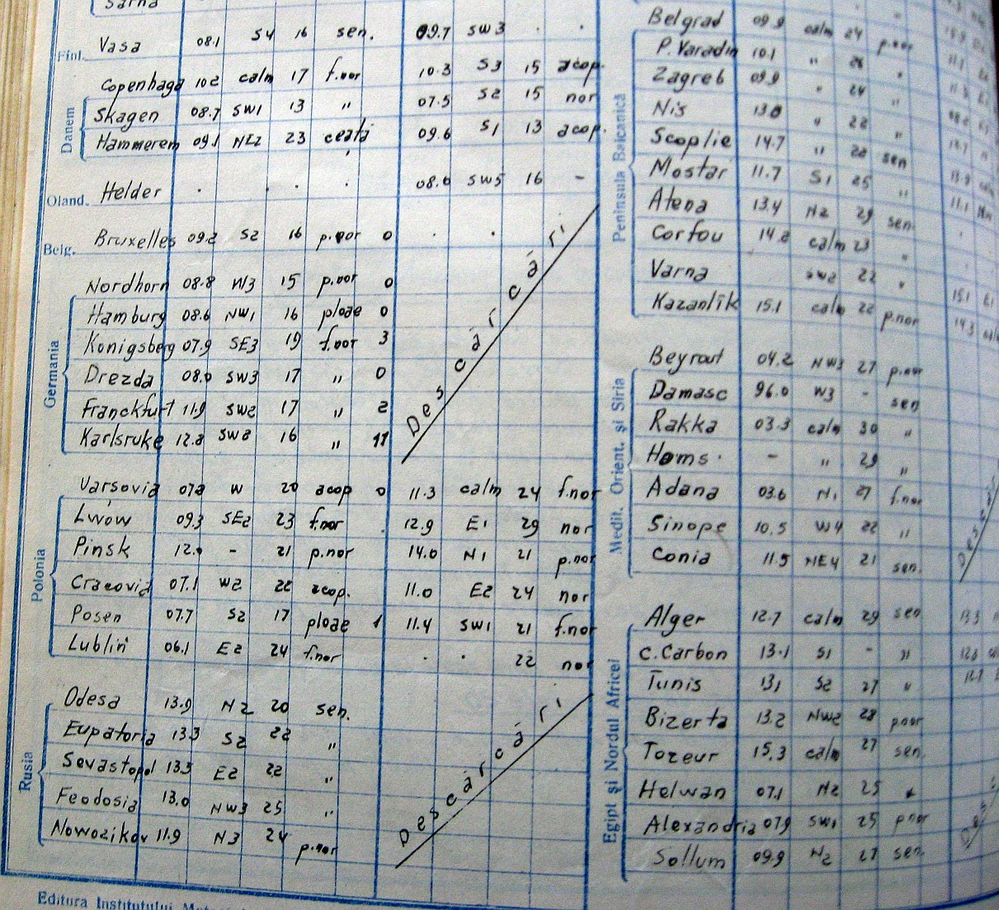 Sarna
Finl. Vasa 08.1 S4 16 sen. 09.7 SW3 . .
Danem
Copenhaga 10.2 calm 17 f.nor 10.3 S3 15 acop.
Skagen 08.7 SW1 13 " 07.5 S2 15 nor
Hammerem 09.1 NE2 23 ceață 09.6 S1 13 acop.
Oland. Helder . . . . 08.6 SW5 16 -
Belg. Bruxelles 09.2 S2 16 p.nor 0 . .
Germania
Nordhorn 08.8 N3 15 p.nor 0
Hamburg 08.6 NW1 16 ploae 0
Konigsberg 07.9 SE3 19 f.nor 3
Drezda 08.0 SW3 17 " 0
Franckfurt 11.9 SW2 17 " 2
Karlsruke 12.8 SW2 16 " 11
Descărcări
Polonia
Varsovia 07.2 W 20 acop 0 11.3 calm 24 f.nor
Lwow 09.3 SE2 23 f.nor . 12.9 E1 29 nor
Pinsk 12.0 - 21 p.nor 14.0 N1 21 p.nor
Cracovia 07.1 W2 22 acop. 11.0 E2 24 nor
Posen 07.7 S2 17 ploae 1 11.4 SW1 21 f.nor
Lublin 06.1 E2 24 f.nor . . 22 nor
Rusia
Odesa 13.9 N2 20 sen.
Eupatoria 13.3 S2 22 "
Sevastopol 13.5 E2 22 "
Feodosia 13.0 NW3 25 "
Nowozikov 11.9 N3 24 p.nor
Descărcări
Editura Institutului
Peninsula Balcanică
Belgrad 09.9 calm 24 p.nor
P. Varadin 10.1 " 26 "
Zagreb 09.9 " 24 "
Nis 13.0 " 22 "
Scoplie 14.7 " 22 sen
Mostar 11.7 S1 25 "
Atena 13.4 N2 29 sen.
Corfou 14.2 calm 23 "
Varna SW2 22 "
Kazanlîk 15.1 calm 22 p.nor
Medit. Orient. și Siria
Beyrout 04.2 NW3 27 p.nor
Damasc 96.0 W3 - sen
Rakka 03.3 calm 30 "
Homs - " 29 "
Adana 03.6 N1 27 f.nor
Sinope 10.5 W4 22 "
Conia 11.5 NE4 21 sen.
Egipt și Nordul Africei
Alger 12.7 calm 29 sen
C. Carbon 13.1 S1 - "
Tunis 13.1 S2 27 "
Bizerta 13.2 NW2 28 p.nor
Tozeur 15.3 calm 27 sen.
Helwan 07.1 N2 25 "
Alexandria 07.9 SW1 25 p.nor
Sollum 09.9 N2 27 sen.